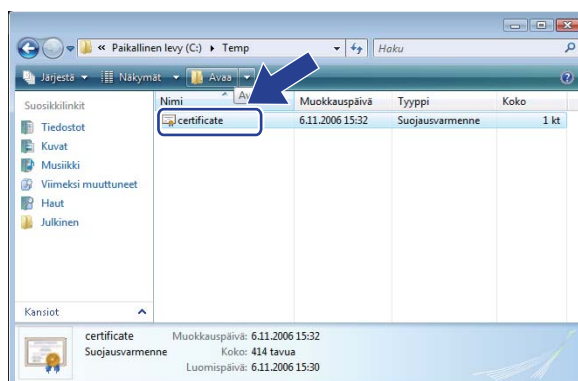 « Paikallinen levy (C:) ▸ Temp
Haku
Järjestä Näkymät Avaa
Suosikkilinkit
Nimi Muokkauspäivä Tyyppi Koko
certificate 6.11.2006 15:32 Suojausvarmenne 1 kt
Tiedostot
Kuvat
Musiikki
Viimeksi muuttuneet
Haut
Julkinen
Kansiot
certificate Muokkauspäivä: 6.11.2006 15:32
Suojausvarmenne Koko: 414 tavua
Luomispäivä: 6.11.2006 15:30